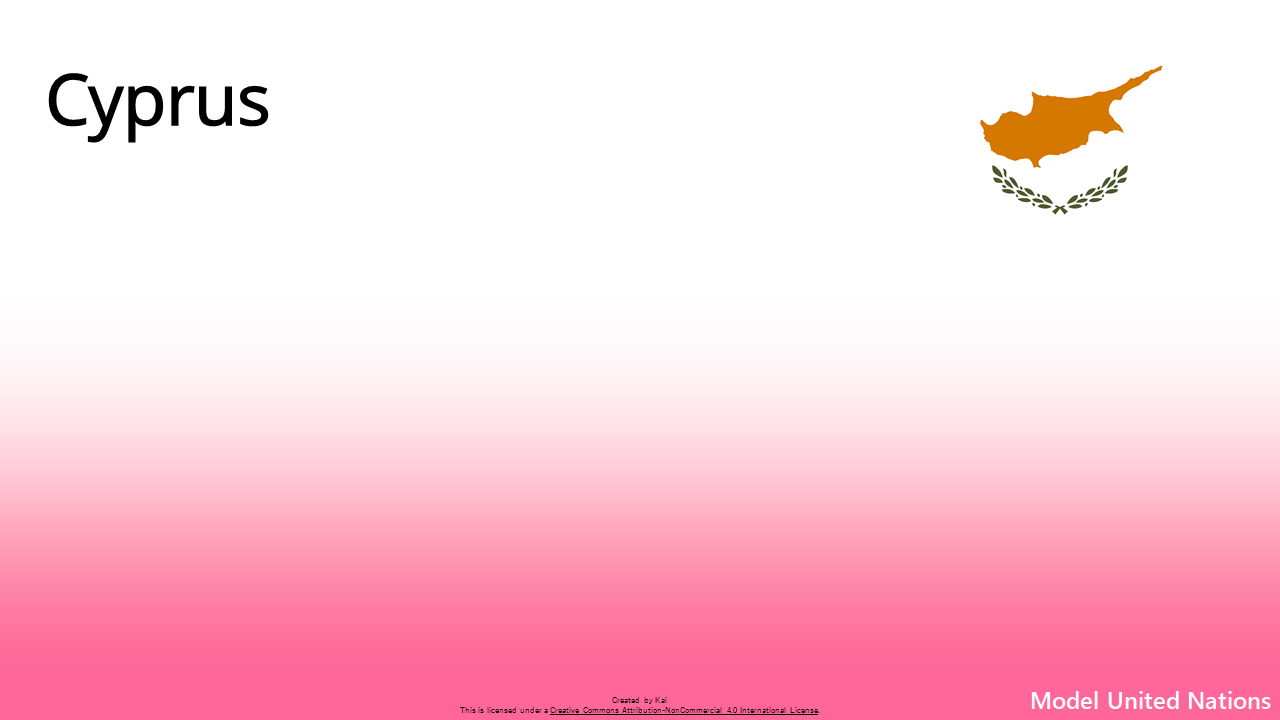 Cyprus
Created by Kai
This is licensed under a Creative Commons Attribution-NonCommercial 4.0 International License.
Model United Nations